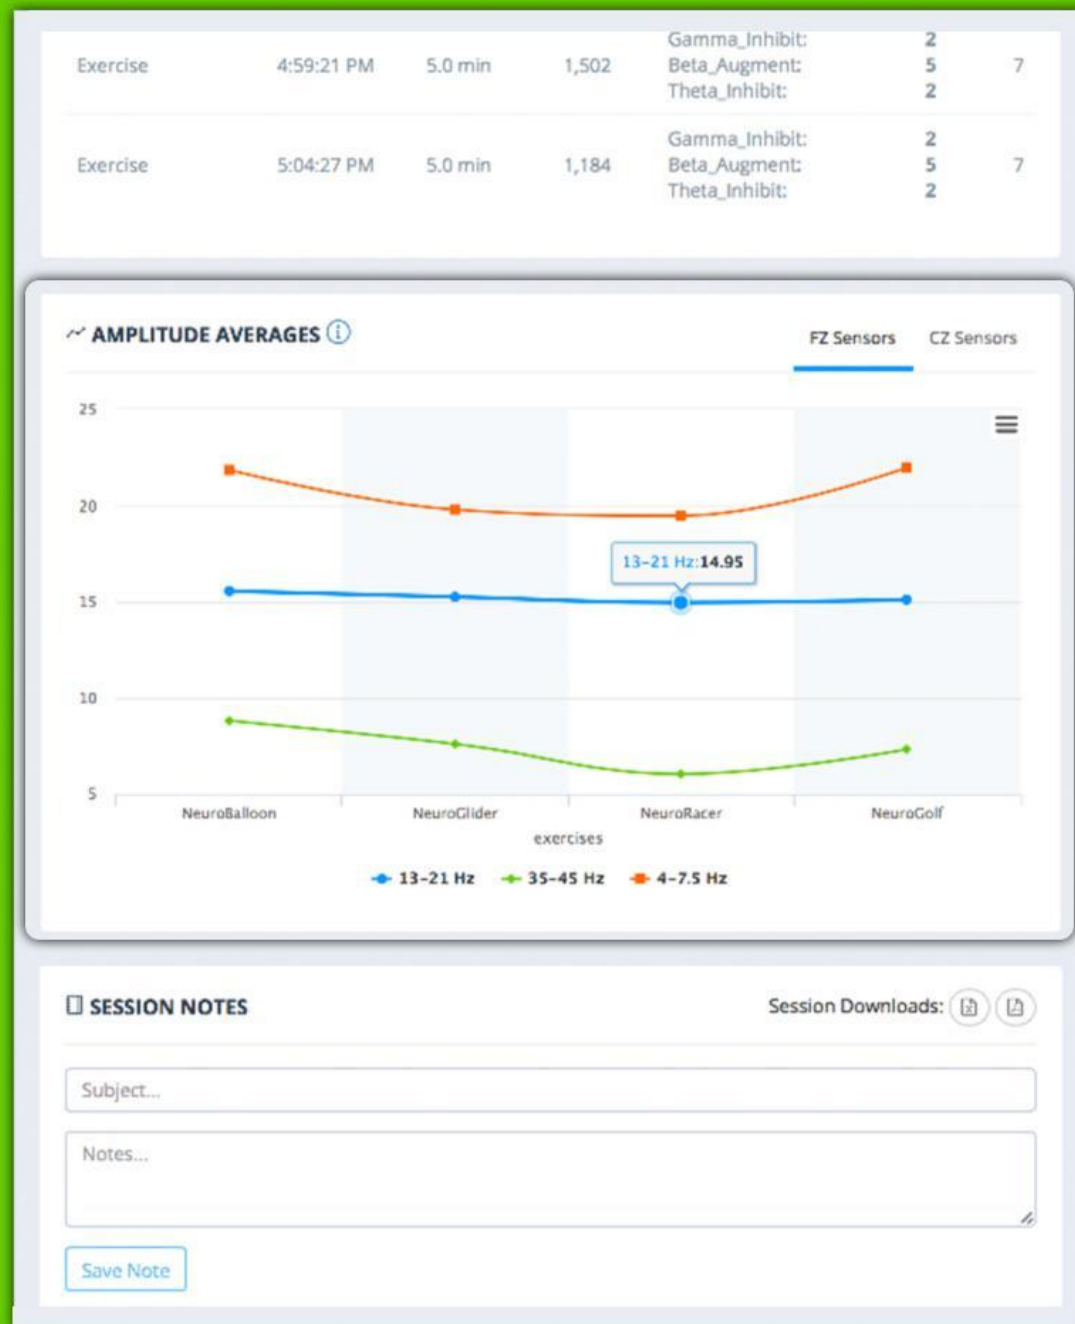 Gamma_Inhibit: 2
Exercise 4:59:21 PM 5.0 min 1,502 Beta_Augment: 5 7
Theta_Inhibit: 2
Gamma_Inhibit: 2
Exercise 5:04:27 PM 5.0 min 1,184 Beta_Augment: 5 7
Theta_Inhibit: 2
AMPLITUDE AVERAGES
FZ Sensors CZ Sensors
25
20
13-21 Hz:14.95
15
10
5
NeuroBalloon NeuroGlider NeuroRacer NeuroGolf
exercises
13-21 Hz 35-45 Hz 4-7.5 Hz
SESSION NOTES Session Downloads:
Subject...
Notes...
Save Note